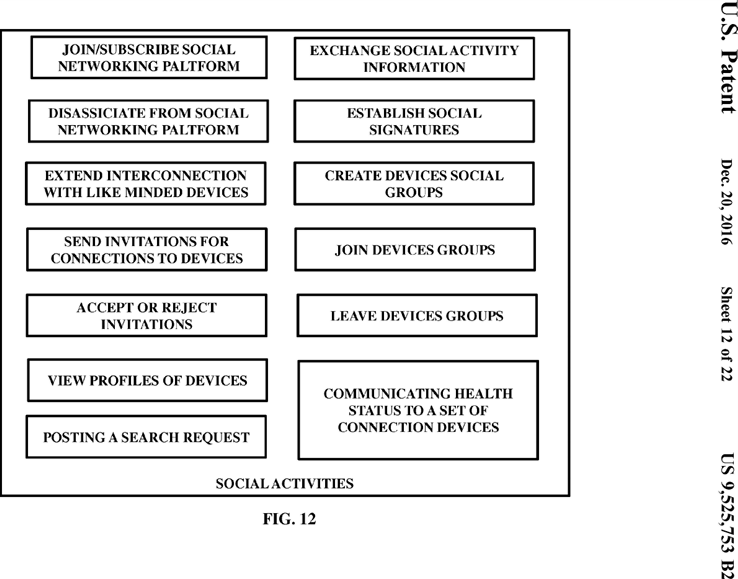 JOIN/SUBSCRIBE SOCIAL
NETWORKING PALTFORM
DISASSICIATE FROM SOCIAL
NETWORKING PALTFORM
EXTEND INTERCONNECTION
WITH LIKE MINDED DEVICES
SEND INVITATIONS FOR
CONNECTIONS TO DEVICES
ACCEPT OR REJECT
INVITATIONS
VIEW PROFILES OF DEVICES
POSTING A SEARCH REQUEST
EXCHANGE SOCIAL ACTIVITY
INFORMATION
ESTABLISH SOCIAL
SIGNATURES
CREATE DEVICES SOCIAL
GROUPS
JOIN DEVICES GROUPS
LEAVE DEVICES GROUPS
COMMUNICATING HEALTH
STATUS TO A SET OF
CONNECTION DEVICES
SOCIAL ACTIVITIES
FIG. 12
U.S. Patent Dec. 20, 2016 Sheet 12 of 22 US 9,525,753 B2